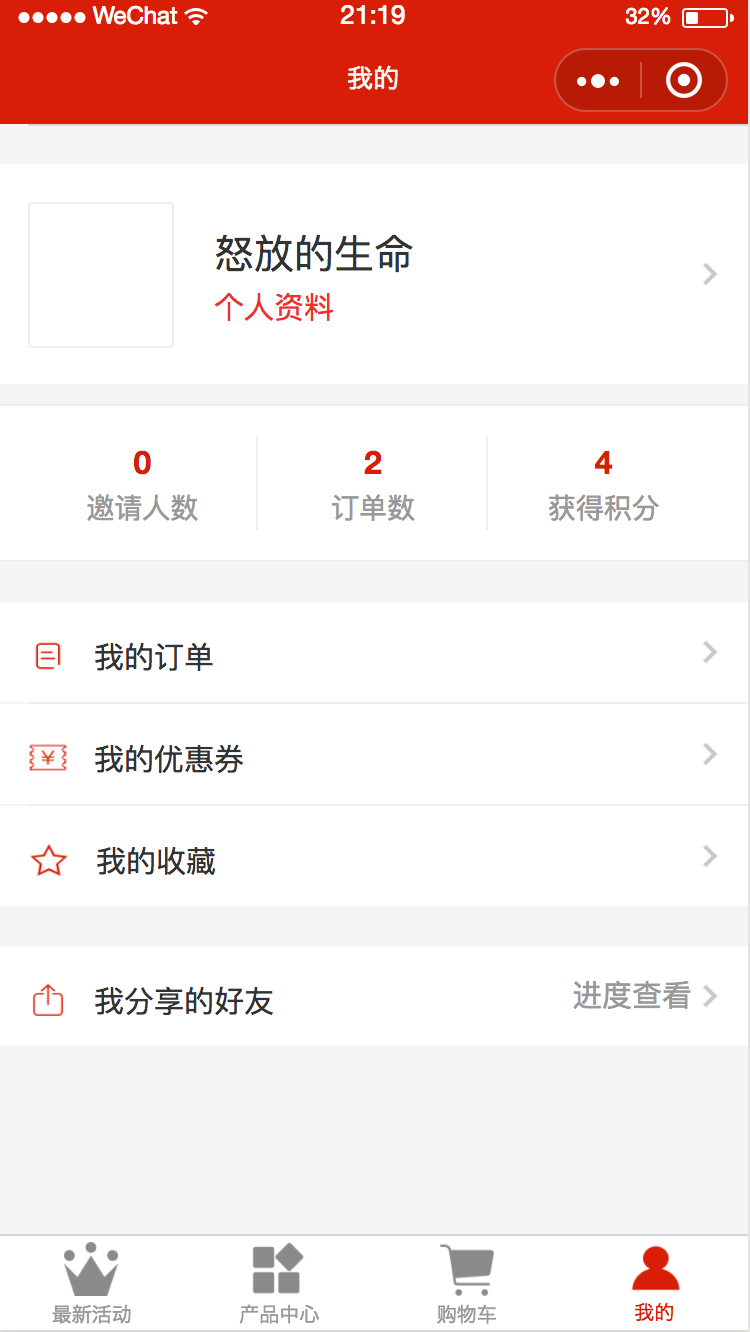 WeChat 21:19 32%
我的
怒放的生命
个人资料
0 2 4
邀请人数 订单数 获得积分
我的订单
我的优惠券
我的收藏
我分享的好友 进度查看
最新活动 产品中心 购物车 我的